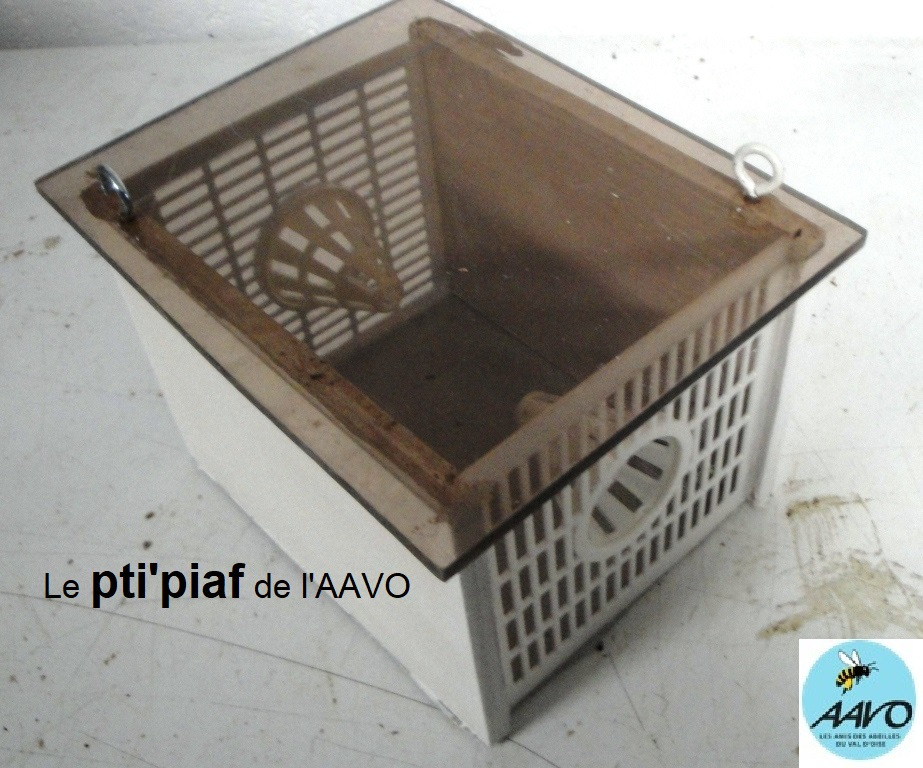 Le pti'piaf de l'AAVO
AAVO
LES AMIS DES ABEILLES
DU VAL D'OISE